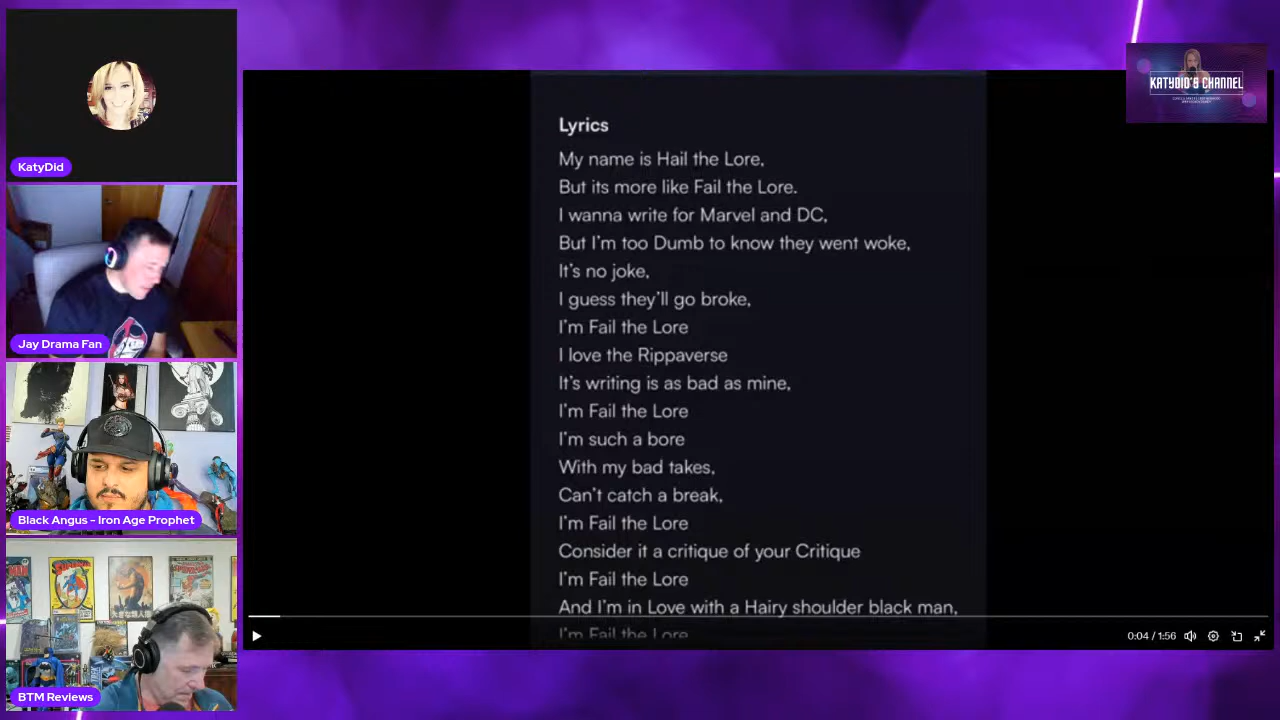 KatyDid
Jay Drama Fan
Black Angus - Iron Age Prophet
BTM Reviews
Lyrics
My name is Hail the Lore,
But its more like Fail the Lore.
I wanna write for Marvel and DC,
But I'm too Dumb to know they went woke,
It's no joke,
I guess they'll go broke,
I'm Fail the Lore
I love the Rippaverse
It's writing is as bad as mine,
I'm Fail the Lore
I'm such a bore
With my bad takes,
Can't catch a break,
I'm Fail the Lore
Consider it a critique of your Critique
I'm Fail the Lore
And I'm in Love with a Hairy shoulder black man,
I'm Fail the Lore
0:04 / 1:56
KATYDID'S CHANNEL